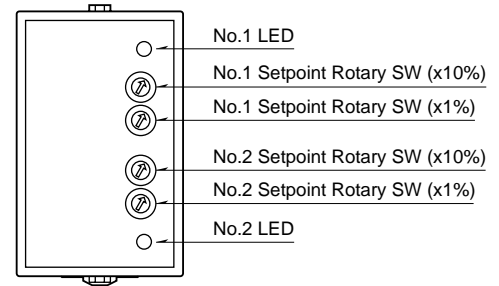 No.1 LED
No.1 Setpoint Rotary SW (x10%)
No.1 Setpoint Rotary SW (x1%)
No.2 Setpoint Rotary SW (x10%)
No.2 Setpoint Rotary SW (x1%)
No.2 LED